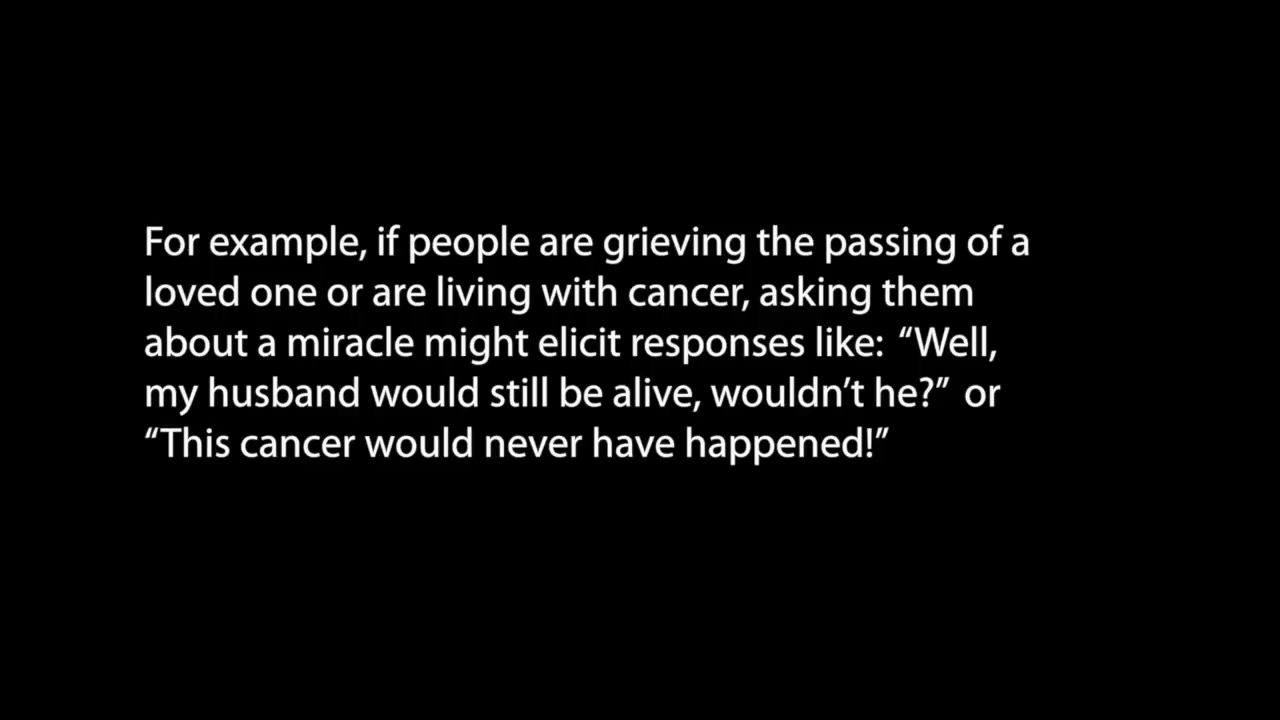 For example, if people are grieving the passing of a
loved one or are living with cancer, asking them
about a miracle might elicit responses like: “Well,
my husband would still be alive, wouldn’t he?” or
“This cancer would never have happened!”